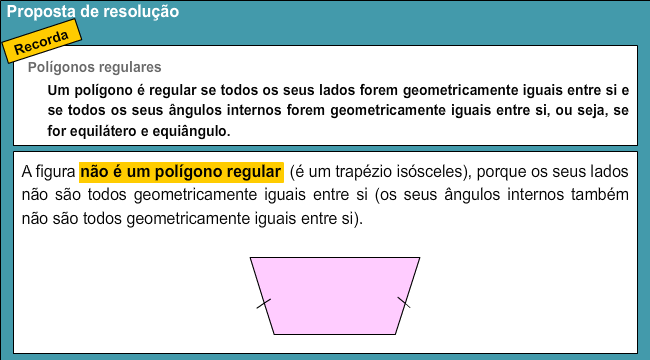 Proposta de resolução
Recorda
Polígonos regulares
Um polígono é regular se todos os seus lados forem geometricamente iguais entre si e
se todos os seus ângulos internos forem geometricamente iguais entre si, ou seja, se
for equilátero e equiângulo.
A figura não é um polígono regular (é um trapézio isósceles), porque os seus lados
não são todos geometricamente iguais entre si (os seus ângulos internos também
não são todos geometricamente iguais entre si).